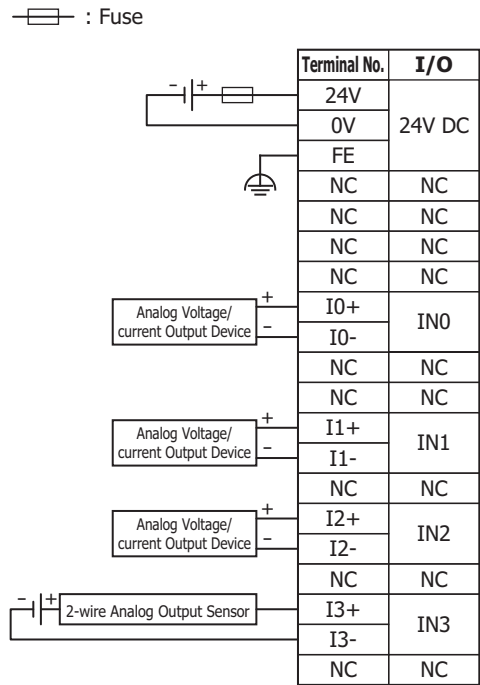 : Fuse
Terminal No. I/O
- + 24V
0V 24V DC
FE
NC NC
NC NC
NC NC
NC NC
Analog Voltage/
current Output Device + I0+
- I0- IN0
NC NC
NC NC
Analog Voltage/
current Output Device + I1+
- I1- IN1
NC NC
Analog Voltage/
current Output Device + I2+
- I2- IN2
NC NC
- + 2-wire Analog Output Sensor I3+
I3- IN3
NC NC